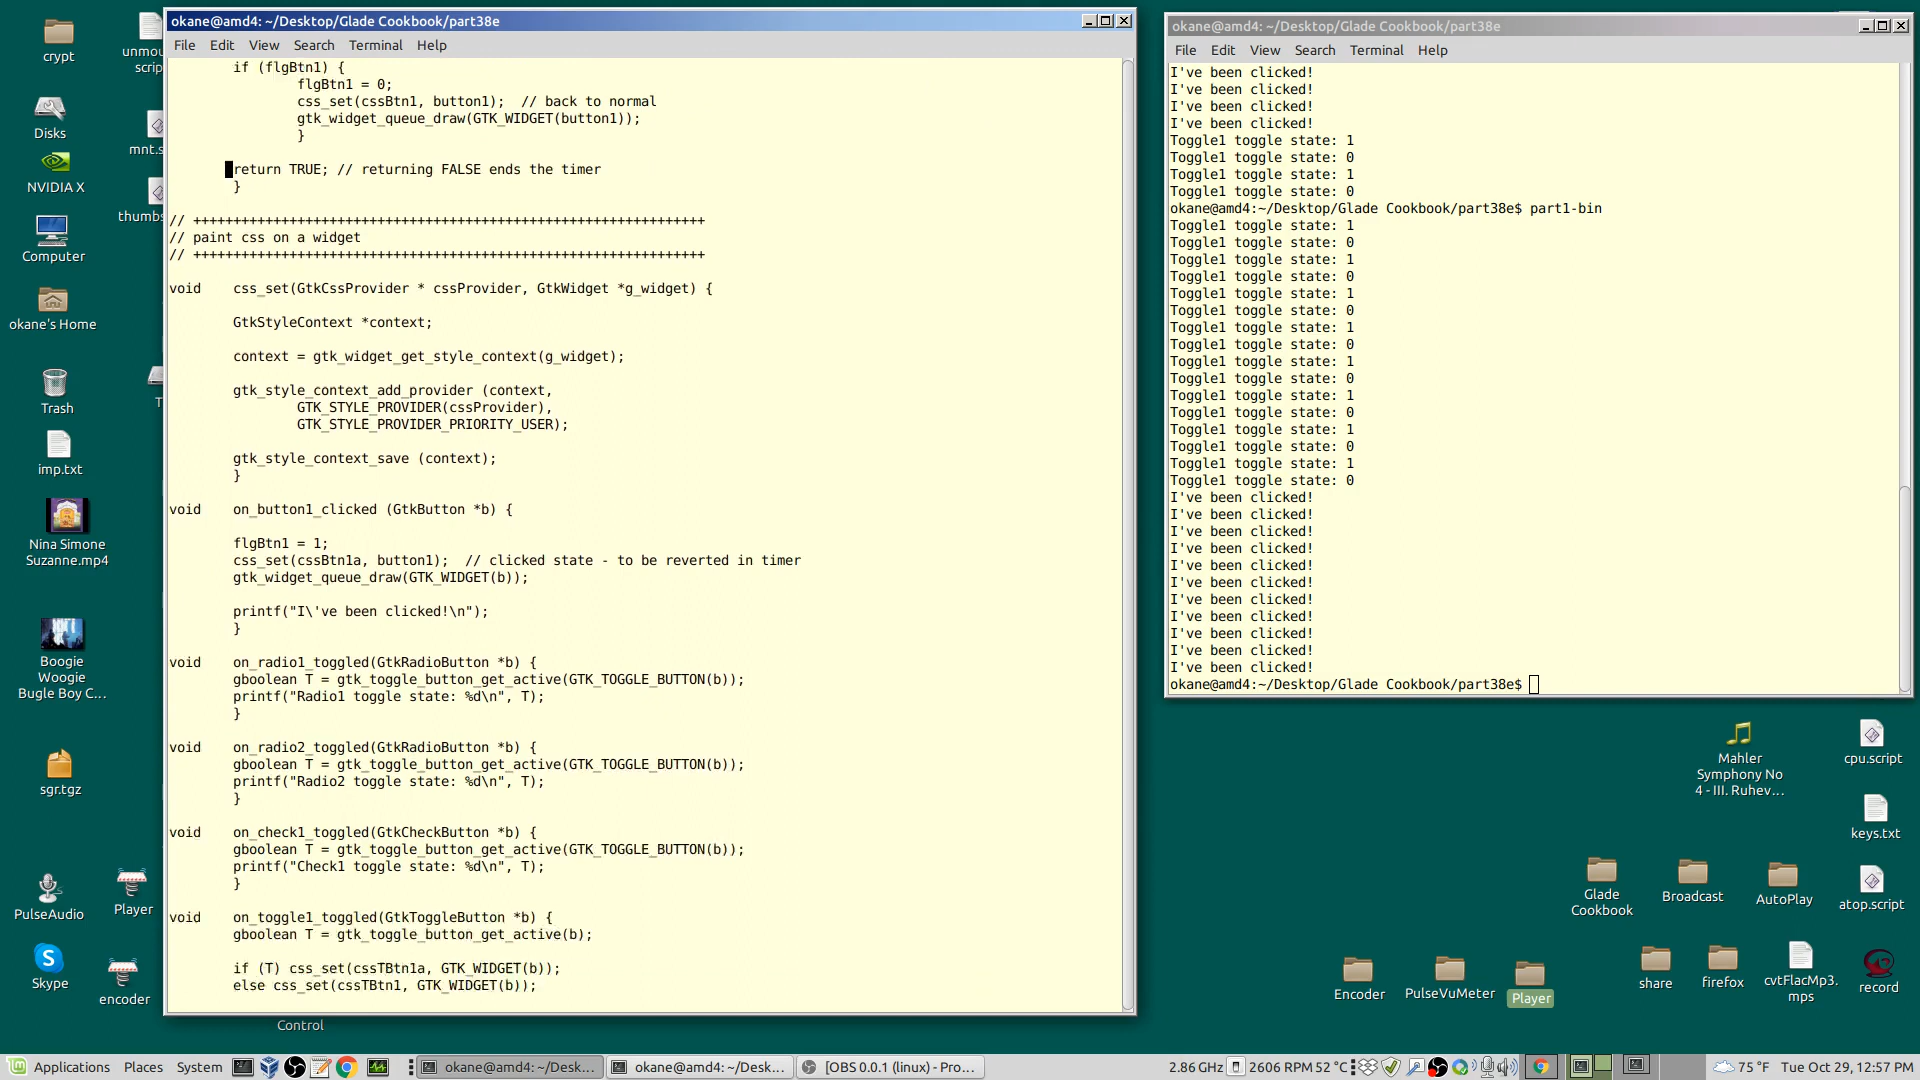 crypt
Disks
NVIDIA X
Computer
okane's Home
Trash
imp.txt
Nina Simone
Suzanne.mp4
Boogie
Woogie
Bugle Boy C...
sgr.tgz
PulseAudio
Player
Skype
encoder
Control
okane@amd4: ~/Desktop/Glade Cookbook/part38e
File Edit View Search Terminal Help
        if (flgBtn1) {
                flgBtn1 = 0;
                css_set(cssBtn1, button1);  // back to normal
                gtk_widget_queue_draw(GTK_WIDGET(button1));
                }
        return TRUE; // returning FALSE ends the timer
        }
// ++++++++++++++++++++++++++++++++++++++++++++++++++++++++++++++++
// paint css on a widget
// ++++++++++++++++++++++++++++++++++++++++++++++++++++++++++++++++
void    css_set(GtkCssProvider * cssProvider, GtkWidget *g_widget) {
        GtkStyleContext *context;
        context = gtk_widget_get_style_context(g_widget);
        gtk_style_context_add_provider (context,
                GTK_STYLE_PROVIDER(cssProvider),
                GTK_STYLE_PROVIDER_PRIORITY_USER);
        gtk_style_context_save (context);
        }
void    on_button1_clicked (GtkButton *b) {
        flgBtn1 = 1;
        css_set(cssBtn1a, button1);  // clicked state - to be reverted in timer
        gtk_widget_queue_draw(GTK_WIDGET(b));
        printf("I\'ve been clicked!\n");
        }
void    on_radio1_toggled(GtkRadioButton *b) {
        gboolean T = gtk_toggle_button_get_active(GTK_TOGGLE_BUTTON(b));
        printf("Radio1 toggle state: %d\n", T);
        }
void    on_radio2_toggled(GtkRadioButton *b) {
        gboolean T = gtk_toggle_button_get_active(GTK_TOGGLE_BUTTON(b));
        printf("Radio2 toggle state: %d\n", T);
        }
void    on_check1_toggled(GtkCheckButton *b) {
        gboolean T = gtk_toggle_button_get_active(GTK_TOGGLE_BUTTON(b));
        printf("Check1 toggle state: %d\n", T);
        }
void    on_toggle1_toggled(GtkToggleButton *b) {
        gboolean T = gtk_toggle_button_get_active(b);
        if (T) css_set(cssTBtn1a, GTK_WIDGET(b));
        else css_set(cssTBtn1, GTK_WIDGET(b));
okane@amd4: ~/Desktop/Glade Cookbook/part38e
File Edit View Search Terminal Help
I've been clicked!
I've been clicked!
I've been clicked!
I've been clicked!
Toggle1 toggle state: 1
Toggle1 toggle state: 0
Toggle1 toggle state: 1
Toggle1 toggle state: 0
okane@amd4:~/Desktop/Glade Cookbook/part38e$ part1-bin
Toggle1 toggle state: 1
Toggle1 toggle state: 0
Toggle1 toggle state: 1
Toggle1 toggle state: 0
Toggle1 toggle state: 1
Toggle1 toggle state: 0
Toggle1 toggle state: 1
Toggle1 toggle state: 0
Toggle1 toggle state: 1
Toggle1 toggle state: 0
Toggle1 toggle state: 1
Toggle1 toggle state: 0
Toggle1 toggle state: 1
Toggle1 toggle state: 0
Toggle1 toggle state: 1
Toggle1 toggle state: 0
I've been clicked!
I've been clicked!
I've been clicked!
I've been clicked!
I've been clicked!
I've been clicked!
I've been clicked!
I've been clicked!
I've been clicked!
I've been clicked!
I've been clicked!
okane@amd4:~/Desktop/Glade Cookbook/part38e$
Mahler
Symphony No
4 - III. Ruhev...
cpu.script
keys.txt
Glade
Cookbook
Broadcast
AutoPlay
atop.script
Encoder
PulseVuMeter
Player
share
firefox
cvtFlacMp3.
mps
record
Applications Places System
okane@amd4: ~/Desk...
okane@amd4: ~/Desk...
[OBS 0.0.1 (linux) - Pro...
2.86 GHz 2606 RPM 52 °C
75 °F Tue Oct 29, 12:57 PM